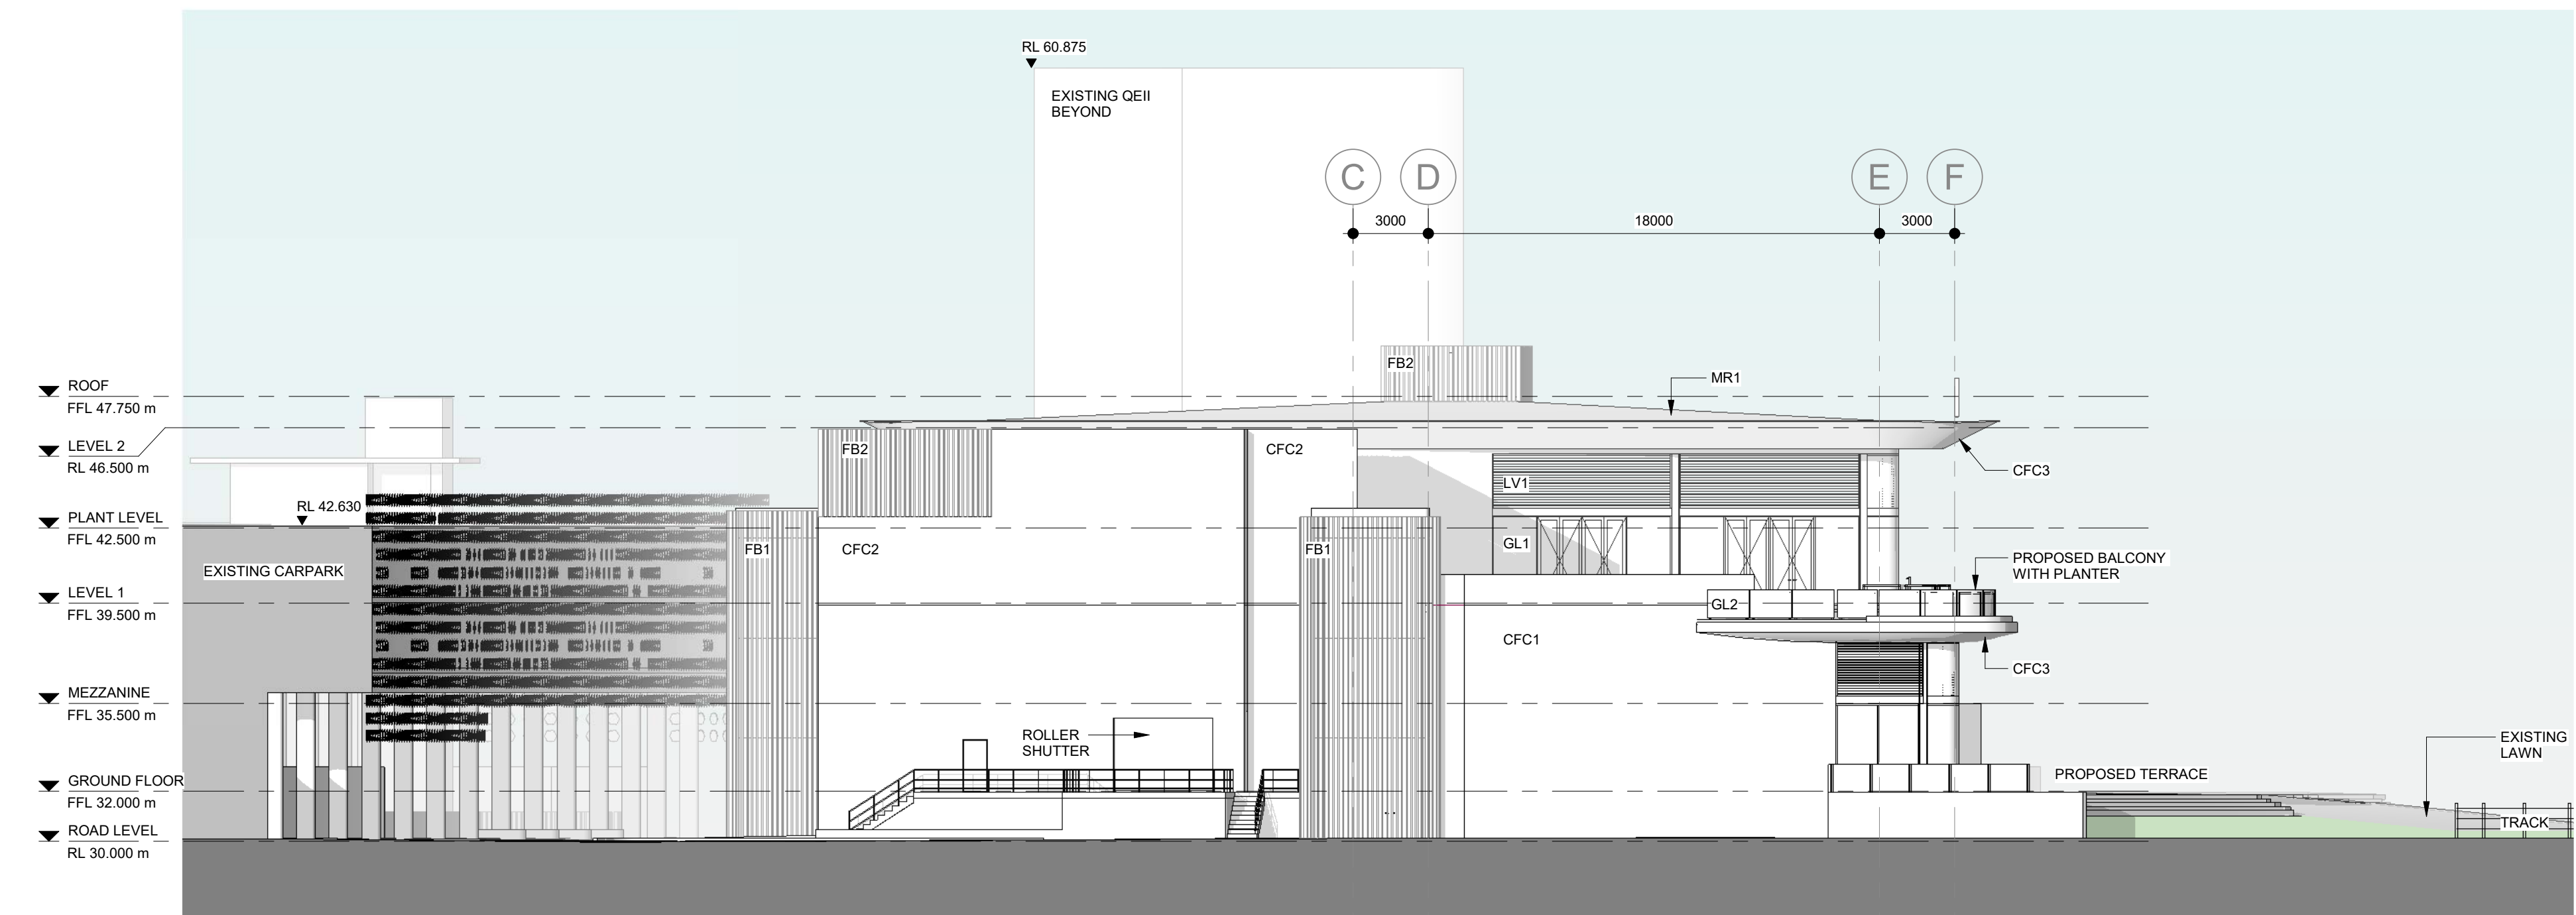 RL 60.875
EXISTING QEII
BEYOND
C
D
E
F
3000
18000
3000
FB2
MR1
ROOF
FFL 47.750 m
LEVEL 2
RL 46.500 m
FB2
CFC2
CFC3
LV1
RL 42.630
PLANT LEVEL
FFL 42.500 m
FB1
CFC2
FB1
GL1
EXISTING CARPARK
PROPOSED BALCONY
WITH PLANTER
LEVEL 1
FFL 39.500 m
GL2
CFC1
CFC3
MEZZANINE
FFL 35.500 m
ROLLER
SHUTTER
EXISTING
LAWN
GROUND FLOOR
FFL 32.000 m
PROPOSED TERRACE
TRACK
ROAD LEVEL
RL 30.000 m